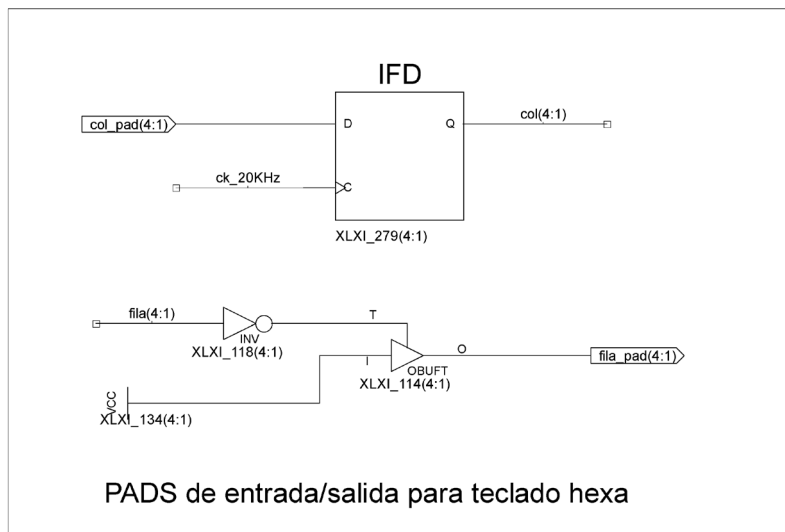 IFD
col_pad(4:1)
D
Q
col(4:1)
ck_20KHz
C
XLXI_279(4:1)
fila(4:1)
INV
XLXI_118(4:1)
T
I
O
OBUFT
XLXI_114(4:1)
fila_pad(4:1)
VCC
XLXI_134(4:1)
PADS de entrada/salida para teclado hexa